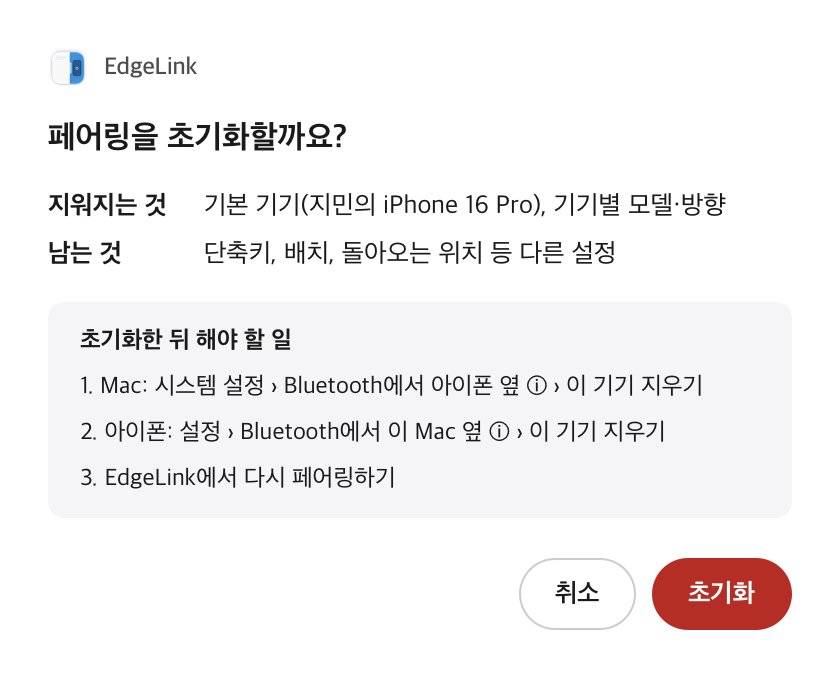 EdgeLink
페어링을 초기화할까요?
지워지는 것 기본 기기(지민의 iPhone 16 Pro), 기기별 모델·방향
남는 것 단축키, 배치, 돌아오는 위치 등 다른 설정
초기화한 뒤 해야 할 일
1. Mac: 시스템 설정 › Bluetooth에서 아이폰 옆 ⓘ › 이 기기 지우기
2. 아이폰: 설정 › Bluetooth에서 이 Mac 옆 ⓘ › 이 기기 지우기
3. EdgeLink에서 다시 페어링하기
취소 초기화